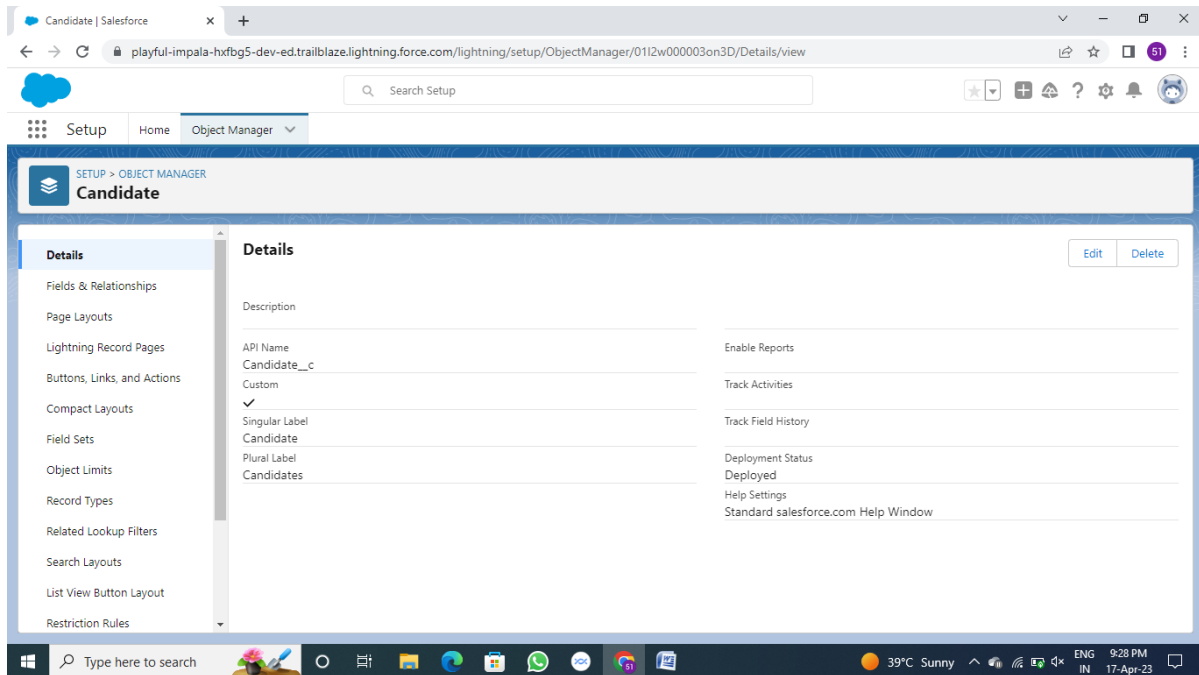 Candidate | Salesforce
playful-impala-hxfbg5-dev-ed.trailblaze.lightning.force.com/lightning/setup/ObjectManager/01I2w000003on3D/Details/view
51
Search Setup
Setup Home Object Manager
SETUP > OBJECT MANAGER
Candidate
Details
Fields & Relationships
Page Layouts
Lightning Record Pages
Buttons, Links, and Actions
Compact Layouts
Field Sets
Object Limits
Record Types
Related Lookup Filters
Search Layouts
List View Button Layout
Restriction Rules
Details
Edit Delete
Description
API Name
Candidate__c
Custom
Singular Label
Candidate
Plural Label
Candidates
Enable Reports
Track Activities
Track Field History
Deployment Status
Deployed
Help Settings
Standard salesforce.com Help Window
Type here to search
51
39°C Sunny
ENG
IN
9:28 PM
17-Apr-23